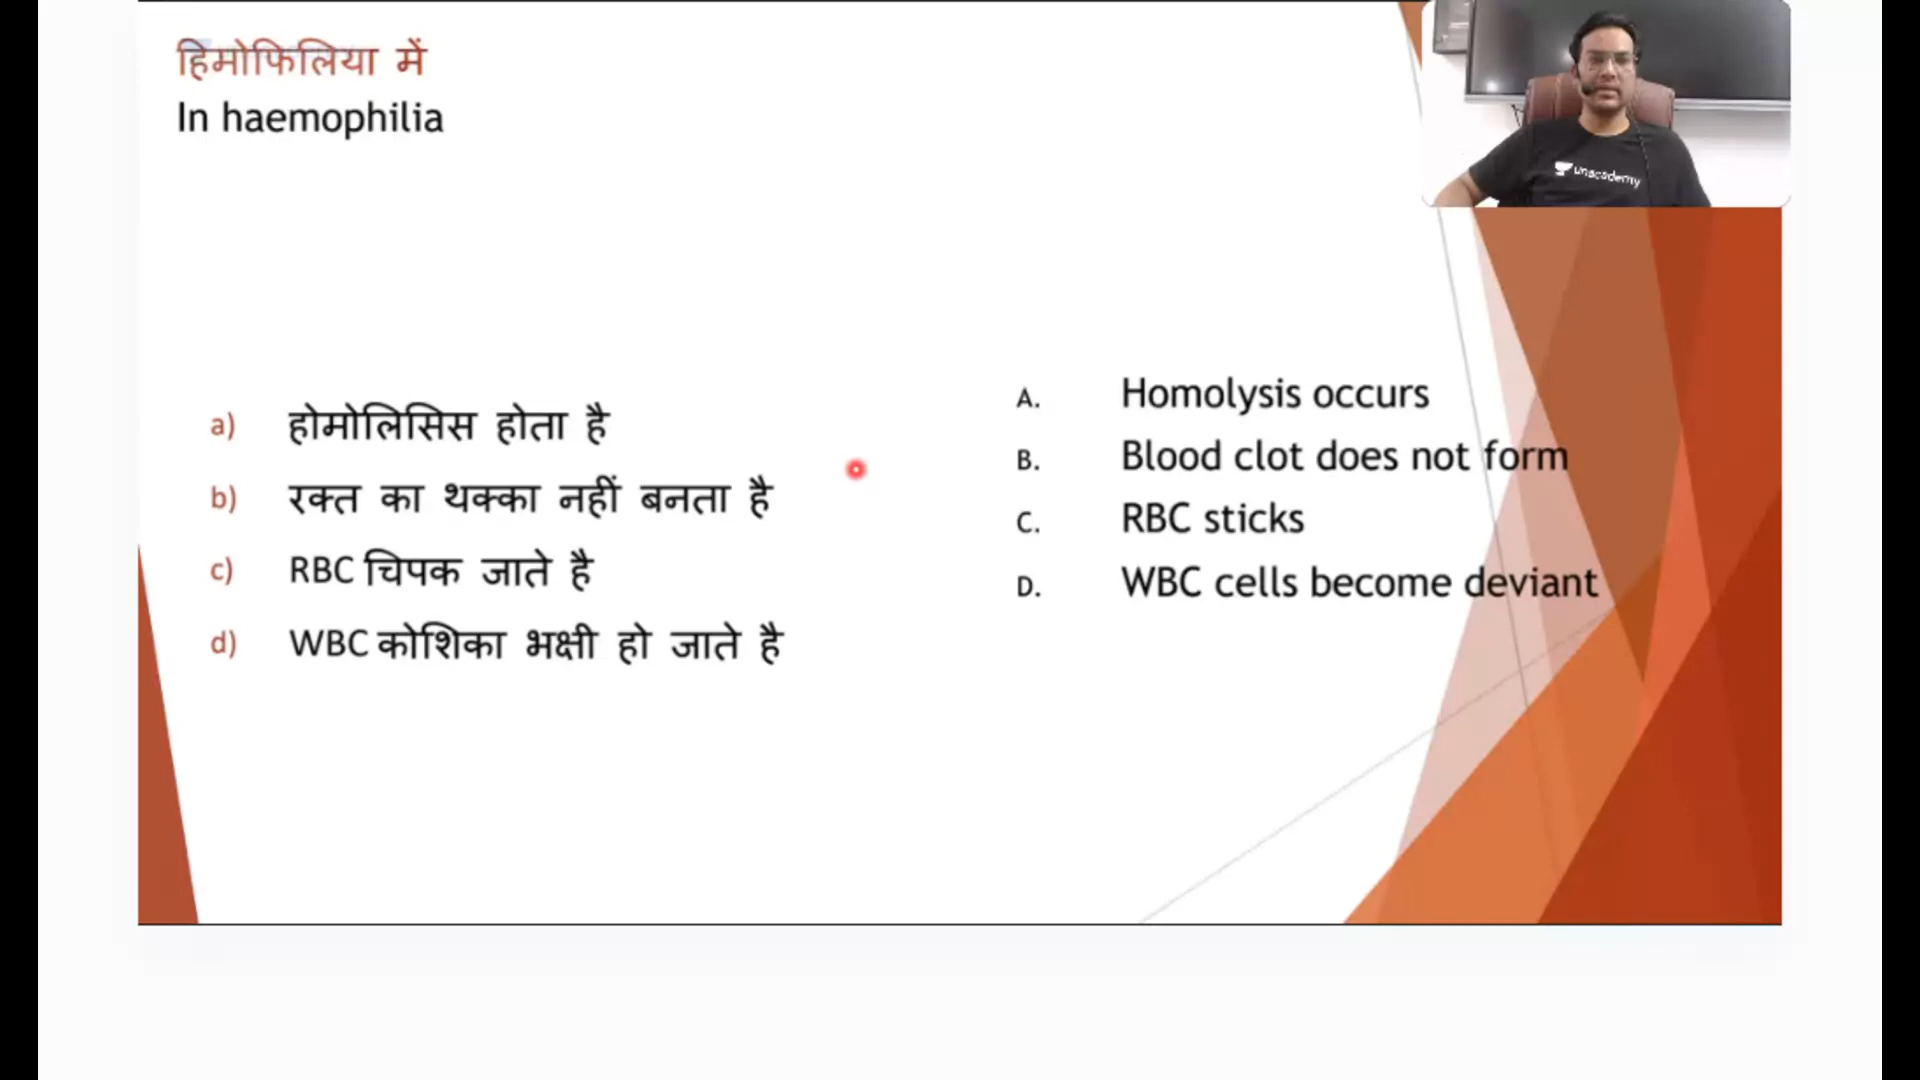 हिमोफिलिया में
In haemophilia
unacademy
a) होमोलिसिस होता है
b) रक्त का थक्का नहीं बनता है
c) RBC चिपक जाते है
d) WBC कोशिका भक्षी हो जाते है
A. Homolysis occurs
B. Blood clot does not form
C. RBC sticks
D. WBC cells become deviant